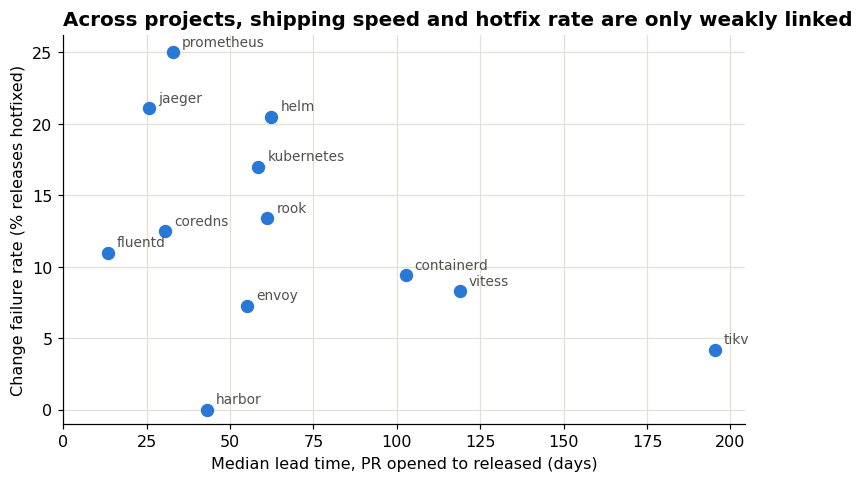 Across projects, shipping speed and hotfix rate are only weakly linked
Change failure rate (% releases hotfixed)
25
20
15
10
5
0
prometheus
jaeger
helm
kubernetes
rook
coredns
fluentd
containerd
vitess
envoy
tikv
harbor
0 25 50 75 100 125 150 175 200
Median lead time, PR opened to released (days)